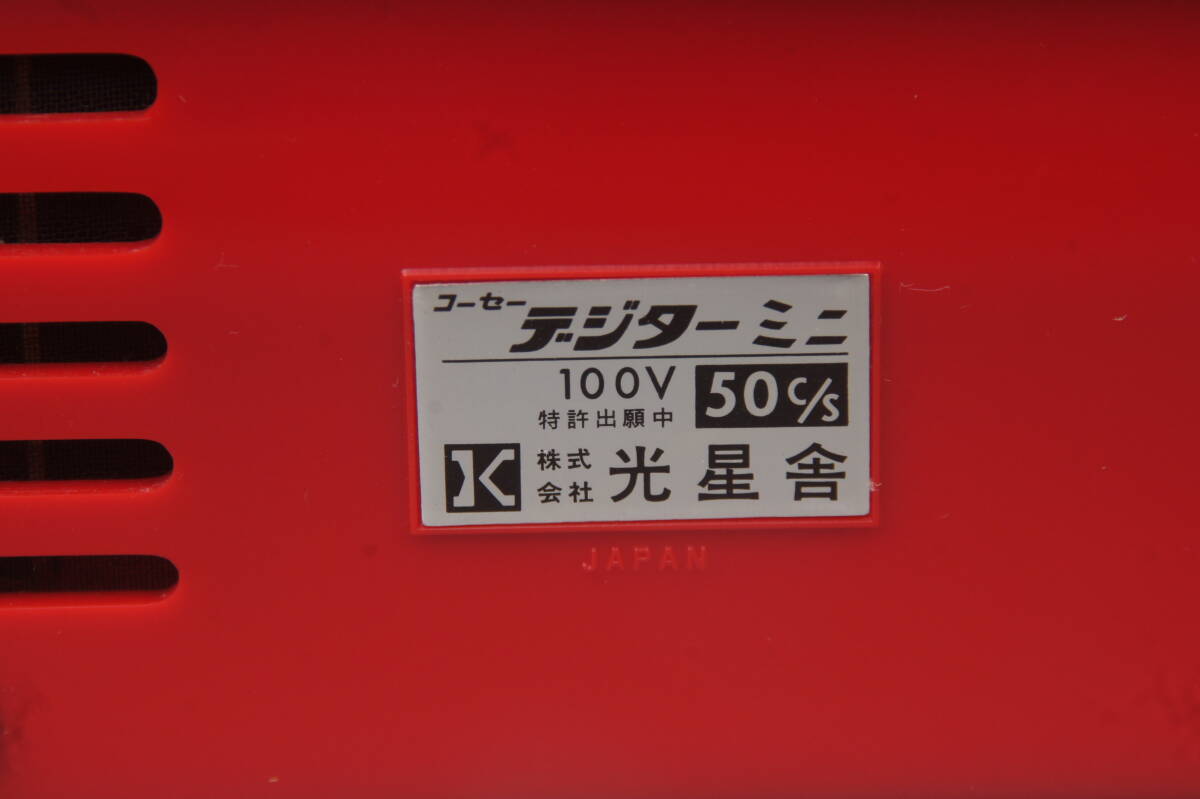 コーセー
デジターミニ
100V 50 c/s
特許出願中
K 株式会社 光星舎
JAPAN